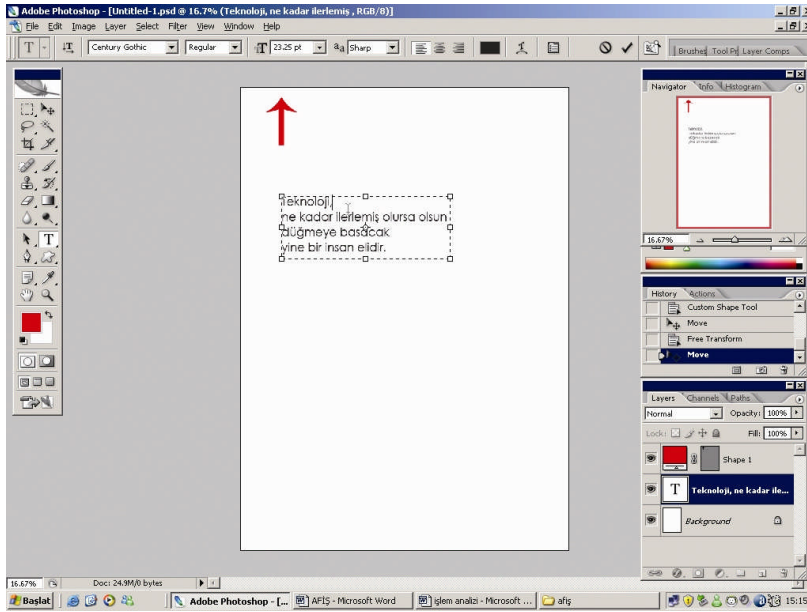 Adobe Photoshop - [Untitled-1.psd @ 16.7% (Teknoloji, ne kadar ilerlemiş , RGB/8)]
File Edit Image Layer Select Filter View Window Help
T Century Gothic Regular T 23.25 pt aa Sharp
Brushes Tool Pr Layer Comps
Navigator Info Histogram
16.67%
Teknoloji,
ne kadar ilerlemiş olursa olsun
düğmeye basacak
yine bir insan elidir.
History Actions
Custom Shape Tool
Move
Free Transform
Move
Layers Channels Paths
Normal Opacity: 100%
Lock: Fill: 100%
Shape 1
T Teknoloji, ne kadar ile...
Background
16.67% Doc: 24.9M/0 bytes
Başlat Adobe Photoshop - [... AFİŞ - Microsoft Word işlem analizi - Microsoft ... afiş 15:15